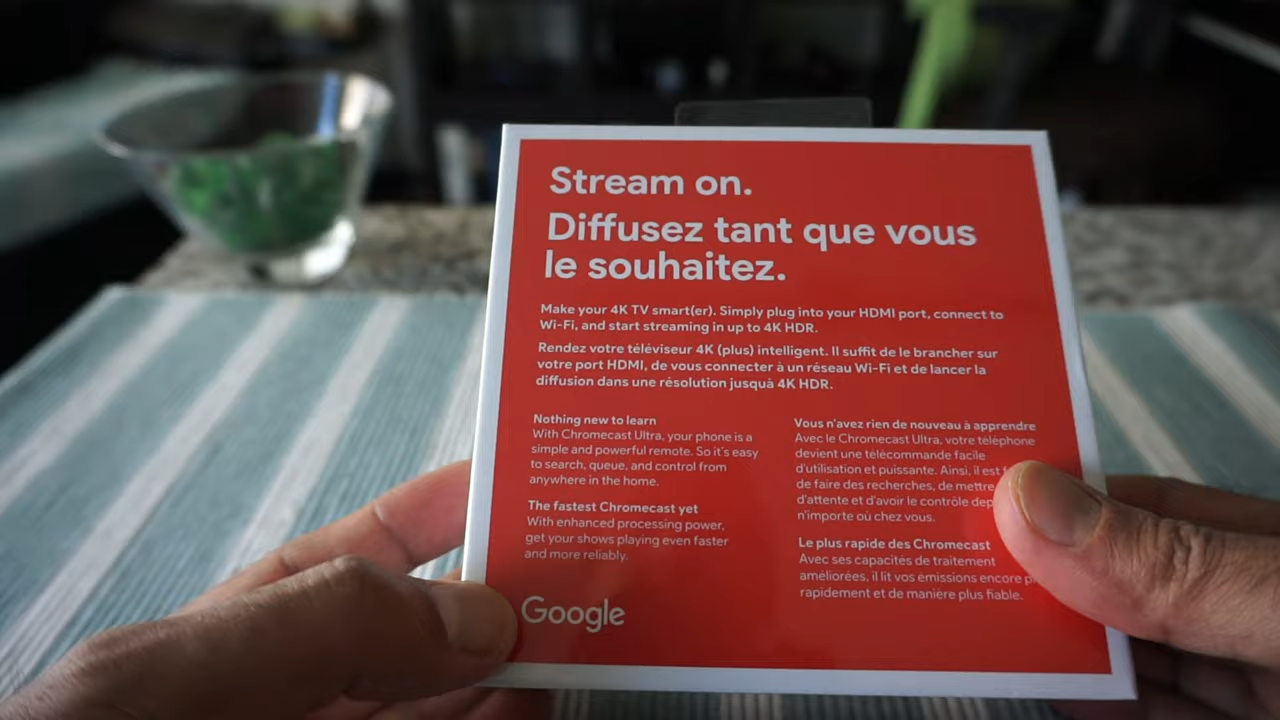 Stream on.
Diffusez tant que vous
le souhaitez.
Make your 4K TV smart(er). Simply plug into your HDMI port, connect to
Wi-Fi, and start streaming in up to 4K HDR.
Rendez votre téléviseur 4K (plus) intelligent. Il suffit de le brancher sur
votre port HDMI, de vous connecter à un réseau Wi-Fi et de lancer la
diffusion dans une résolution jusquà 4K HDR.
Nothing new to learn
With Chromecast Ultra, your phone is a
simple and powerful remote. So it's easy
to search, queue, and control from
anywhere in the home.
The fastest Chromecast yet
With enhanced processing power,
get your shows playing even faster
and more reliably.
Google
Vous n'avez rien de nouveau à apprendre
Avec le Chromecast Ultra, votre téléphone
devient une télécommande facile
d'utilisation et puissante. Ainsi, il est
de faire des recherches, de mettre
d'attente et d'avoir le contrôle
n'importe où chez vous.
Le plus rapide des Chromecast
Avec ses capacités de traitement
améliorées, il lit vos émissions encore
rapidement et de manière plus fiable.